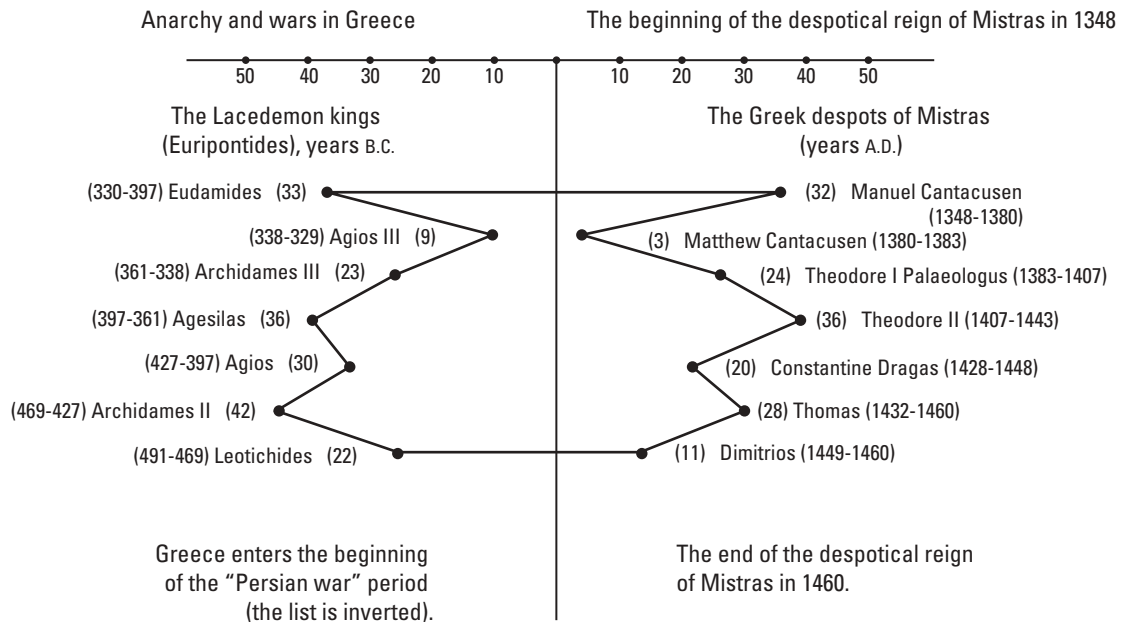 Anarchy and wars in Greece
The beginning of the despotical reign of Mistras in 1348
50 40 30 20 10 10 20 30 40 50
The Lacedemon kings
(Euripontides), years B.C.
The Greek despots of Mistras
(years A.D.)
(330-397) Eudamides (33)
(32) Manuel Cantacusen
(1348-1380)
(338-329) Agios III (9)
(3) Matthew Cantacusen (1380-1383)
(361-338) Archidames III (23)
(24) Theodore I Palaeologus (1383-1407)
(397-361) Agesilas (36)
(36) Theodore II (1407-1443)
(427-397) Agios (30)
(20) Constantine Dragas (1428-1448)
(469-427) Archidames II (42)
(28) Thomas (1432-1460)
(491-469) Leotichides (22)
(11) Dimitrios (1449-1460)
Greece enters the beginning
of the “Persian war” period
(the list is inverted).
The end of the despotical reign
of Mistras in 1460.